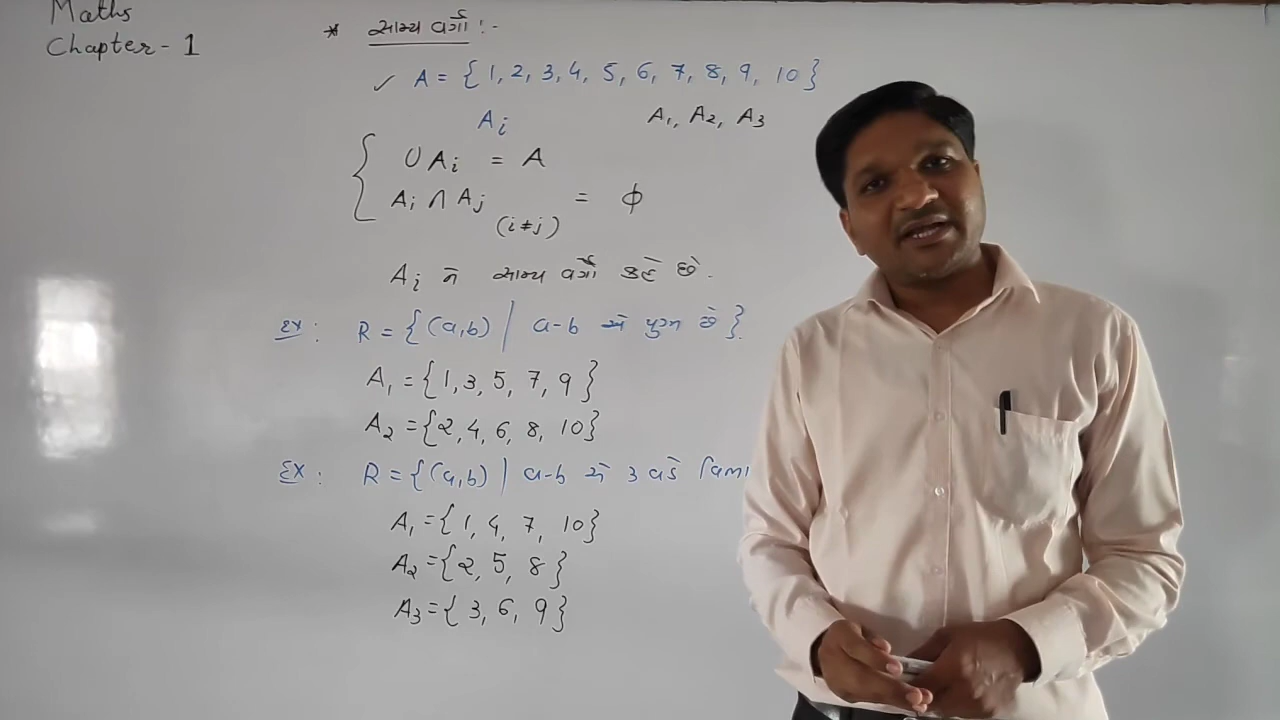 Maths
Chapter - 1
* સામ્ય વર્ગો :-
✓ A = { 1, 2, 3, 4, 5, 6, 7, 8, 9, 10 }
Ai A1, A2, A3
{ ∪Ai = A
Ai ∩ Aj = ϕ
(i≠j)
Ai ને સામ્ય વર્ગો કહે છે.
Ex : R = { (a,b) | a-b એ યુગ્મ છે }.
A1 = { 1, 3, 5, 7, 9 }
A2 = { 2, 4, 6, 8, 10 }
Ex : R = { (a,b) | a-b એ 3 વડે
A1 = { 1, 4, 7, 10 }
A2 = { 2, 5, 8 }
A3 = { 3, 6, 9 }